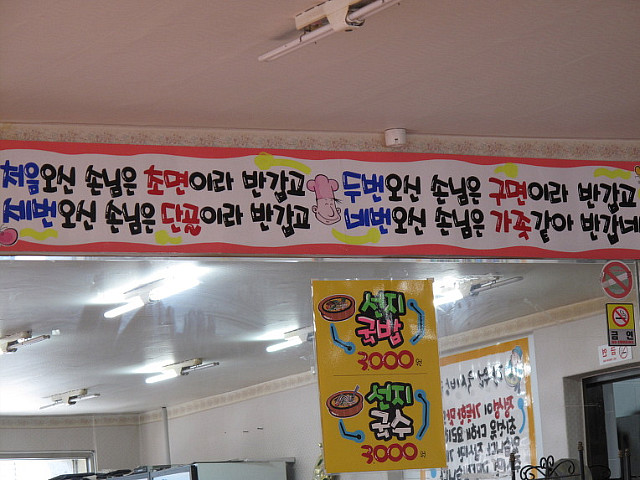 처음오신 손님은 초면이라 반갑고 두번오신 손님은 구면이라 반갑고
제번오신 손님은 단골이라 반갑고 네번오신 손님은 가족같아 반갑네
선지
국밥
3000원
선지
국수
3000원
금연